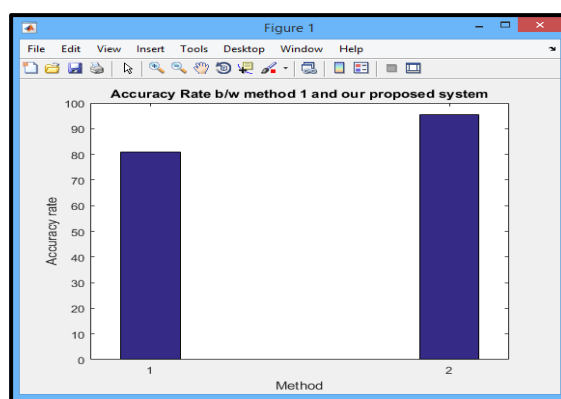 Figure 1
File Edit View Insert Tools Desktop Window Help
Accuracy Rate b/w method 1 and our proposed system
100
90
80
70
60
50
40
30
20
10
0
Accuracy rate
1 2
Method